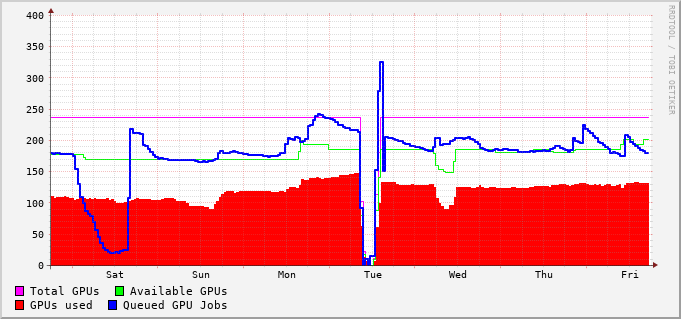 400
350
300
250
200
150
100
50
0
Sat Sun Mon Tue Wed Thu Fri
Total GPUs Available GPUs
GPUs used Queued GPU Jobs
RRDTOOL / TOBI OETIKER